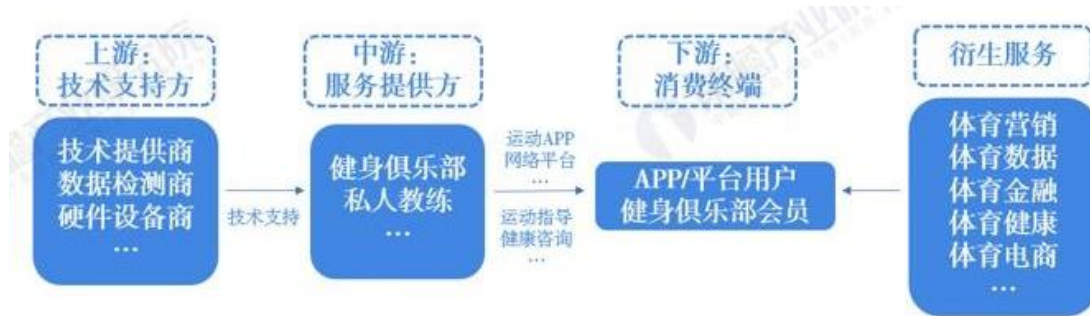 上游：
技术支持方
技术提供商
数据检测商
硬件设备商
…
技术支持
中游：
服务提供方
健身俱乐部
私人教练
…
运动APP
网络平台
…
运动指导
健康咨询
…
下游：
消费终端
APP/平台用户
健身俱乐部会员
衍生服务
体育营销
体育数据
体育金融
体育健康
体育电商
…